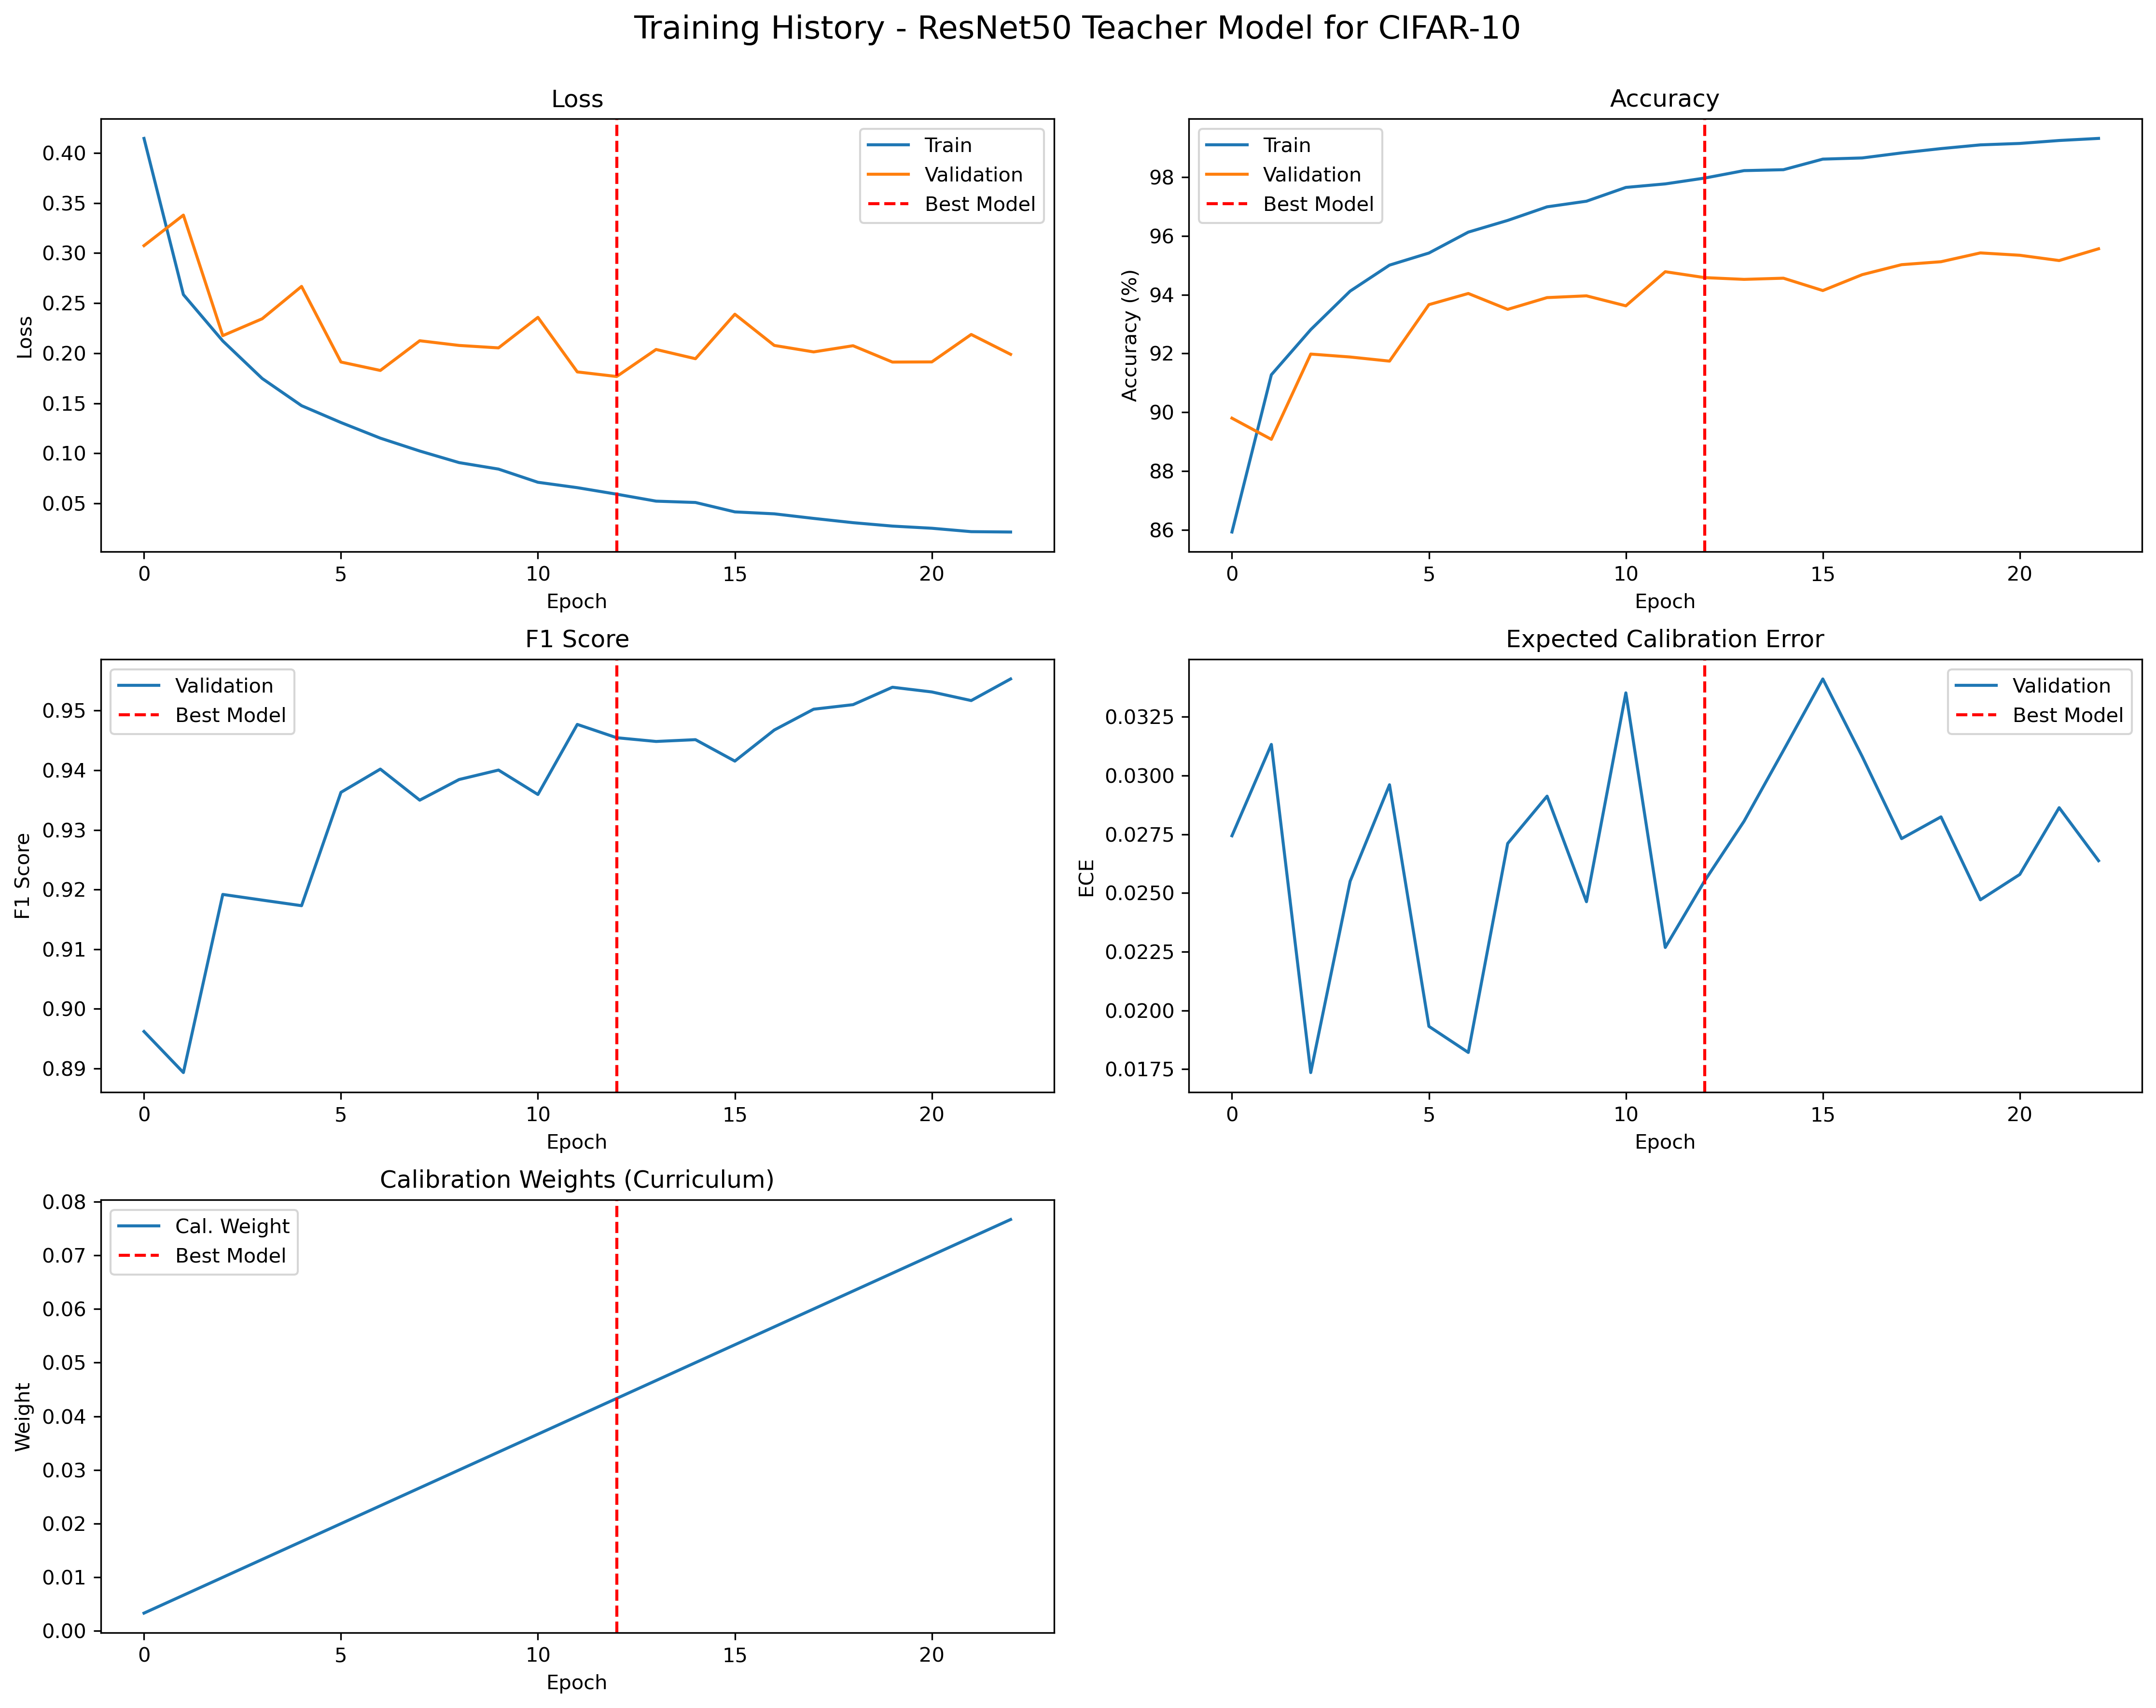 Training History - ResNet50 Teacher Model for CIFAR-10
Loss
Train
Validation
Best Model
0.40
0.35
0.30
0.25
0.20
0.15
0.10
0.05
Loss
0 5 10 15 20
Epoch
Accuracy
Train
Validation
Best Model
98
96
94
92
90
88
86
Accuracy (%)
0 5 10 15 20
Epoch
F1 Score
Validation
Best Model
0.95
0.94
0.93
0.92
0.91
0.90
0.89
F1 Score
0 5 10 15 20
Epoch
Expected Calibration Error
Validation
Best Model
0.0325
0.0300
0.0275
0.0250
0.0225
0.0200
0.0175
ECE
0 5 10 15 20
Epoch
Calibration Weights (Curriculum)
Cal. Weight
Best Model
0.08
0.07
0.06
0.05
0.04
0.03
0.02
0.01
0.00
Weight
0 5 10 15 20
Epoch